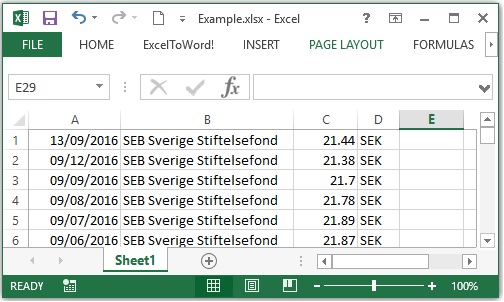 Example.xlsx - Excel
FILE HOME ExcelToWord! INSERT PAGE LAYOUT FORMULAS
E29 fx
A B C D E
1 13/09/2016 SEB Sverige Stiftelsefond 21.44 SEK
2 09/12/2016 SEB Sverige Stiftelsefond 21.38 SEK
3 09/09/2016 SEB Sverige Stiftelsefond 21.7 SEK
4 09/08/2016 SEB Sverige Stiftelsefond 21.78 SEK
5 09/07/2016 SEB Sverige Stiftelsefond 21.89 SEK
6 09/06/2016 SEB Sverige Stiftelsefond 21.87 SEK
Sheet1
READY 100%